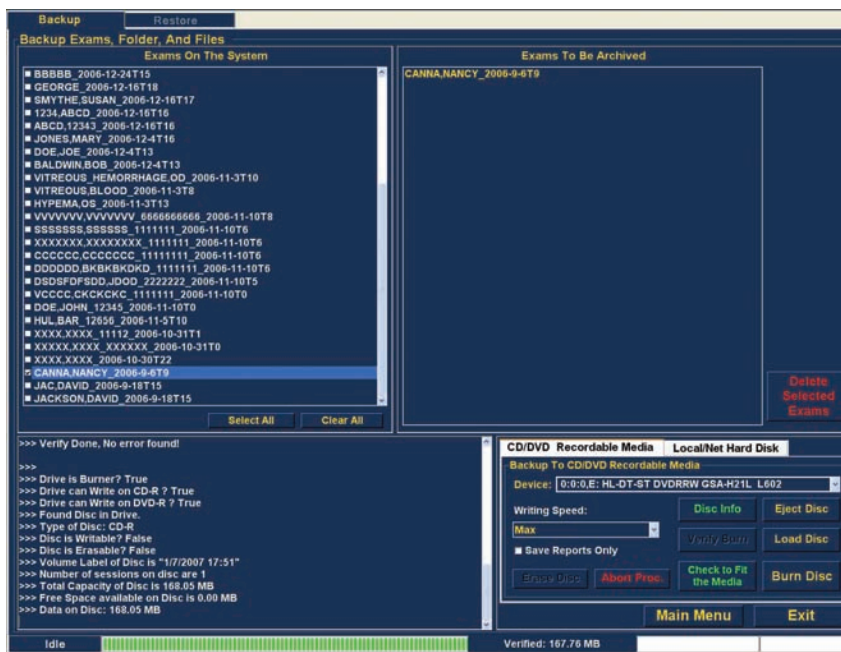 Backup
Restore
Backup Exams, Folder, And Files
Exams On The System
BBBBB_2006-12-24T15
GEORGE_2006-12-16T18
SMYTHE,SUSAN_2006-12-16T17
1234,ABCD_2006-12-16T16
ABCD,12343_2006-12-16T16
JONES,MARY_2006-12-4T16
DOE,JOE_2006-12-4T13
BALDWIN,BOB_2006-12-4T13
VITREOUS_HEMORRHAGE,OD_2006-11-3T10
VITREOUS,BLOOD_2006-11-3T8
HYPEMA,OS_2006-11-3T13
VVVVVVV,VVVVVVV_6666666666_2006-11-10T8
SSSSSSS,SSSSSS_1111111_2006-11-10T6
XXXXXXX,XXXXXXXX_1111111_2006-11-10T6
CCCCCC,CCCCCCC_11111111_2006-11-10T6
DDDDDD,BKBKBKDKD_1111111_2006-11-10T6
DSDSFDFSDD,JDOD_2222222_2006-11-10T5
VCCCC,CKCKCKC_1111111_2006-11-10T0
DOE,JOHN_12345_2006-11-10T0
HUL,BAR_12656_2006-11-5T10
XXXX,XXXX_11112_2006-10-31T1
XXXXX,XXXX_XXXXXX_2006-10-31T0
XXXX,XXXX_2006-10-30T22
CANNA,NANCY_2006-9-6T9
JAC,DAVID_2006-9-18T15
JACKSON,DAVID_2006-9-18T15
Select All
Clear All
Exams To Be Archived
CANNA,NANCY_2006-9-6T9
Delete
Selected
Exams
>>> Verify Done, No error found!
>>>
>>> Drive is Burner? True
>>> Drive can Write on CD-R ? True
>>> Drive can Write on DVD-R ? True
>>> Found Disc in Drive.
>>> Type of Disc: CD-R
>>> Disc is Writable? False
>>> Disc is Erasable? False
>>> Volume Label of Disc is "1/7/2007 17:51"
>>> Number of sessions on disc are 1
>>> Total Capacity of Disc is 168.05 MB
>>> Free Space available on Disc is 0.00 MB
>>> Data on Disc: 168.05 MB
CD/DVD Recordable Media
Local/Net Hard Disk
Backup To CD/DVD Recordable Media
Device: 0:0:0,E: HL-DT-ST DVDRRW GSA-H21L L602
Writing Speed:
Max
Save Reports Only
Disc Info
Eject Disc
Verify Burn
Load Disc
Erase Disc
Abort Proc.
Check to Fit
the Media
Burn Disc
Main Menu
Exit
Idle
Verified: 167.76 MB